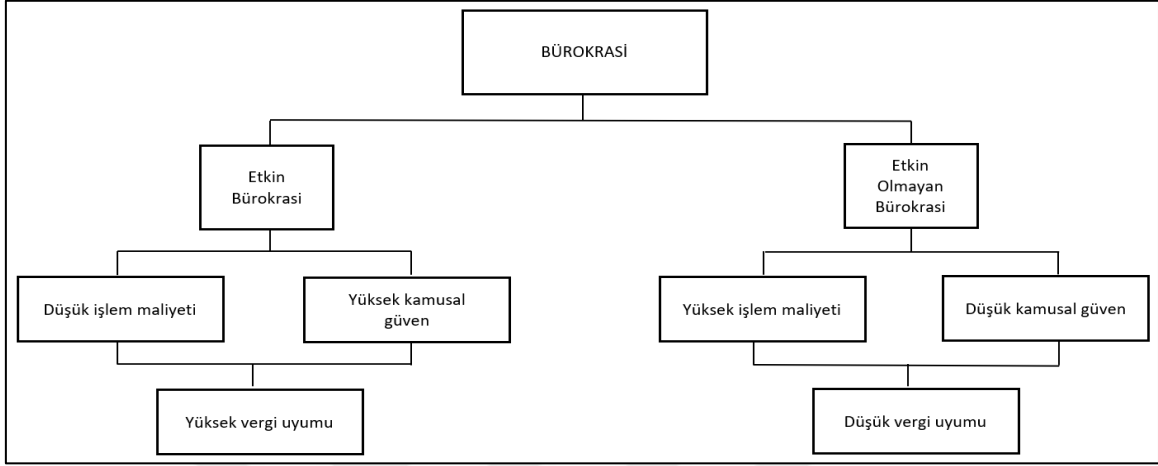 BÜROKRASİ
Etkin
Bürokrasi
Etkin
Olmayan
Bürokrasi
Düşük işlem maliyeti
Yüksek kamusal
güven
Yüksek işlem maliyeti
Düşük kamusal güven
Yüksek vergi uyumu
Düşük vergi uyumu